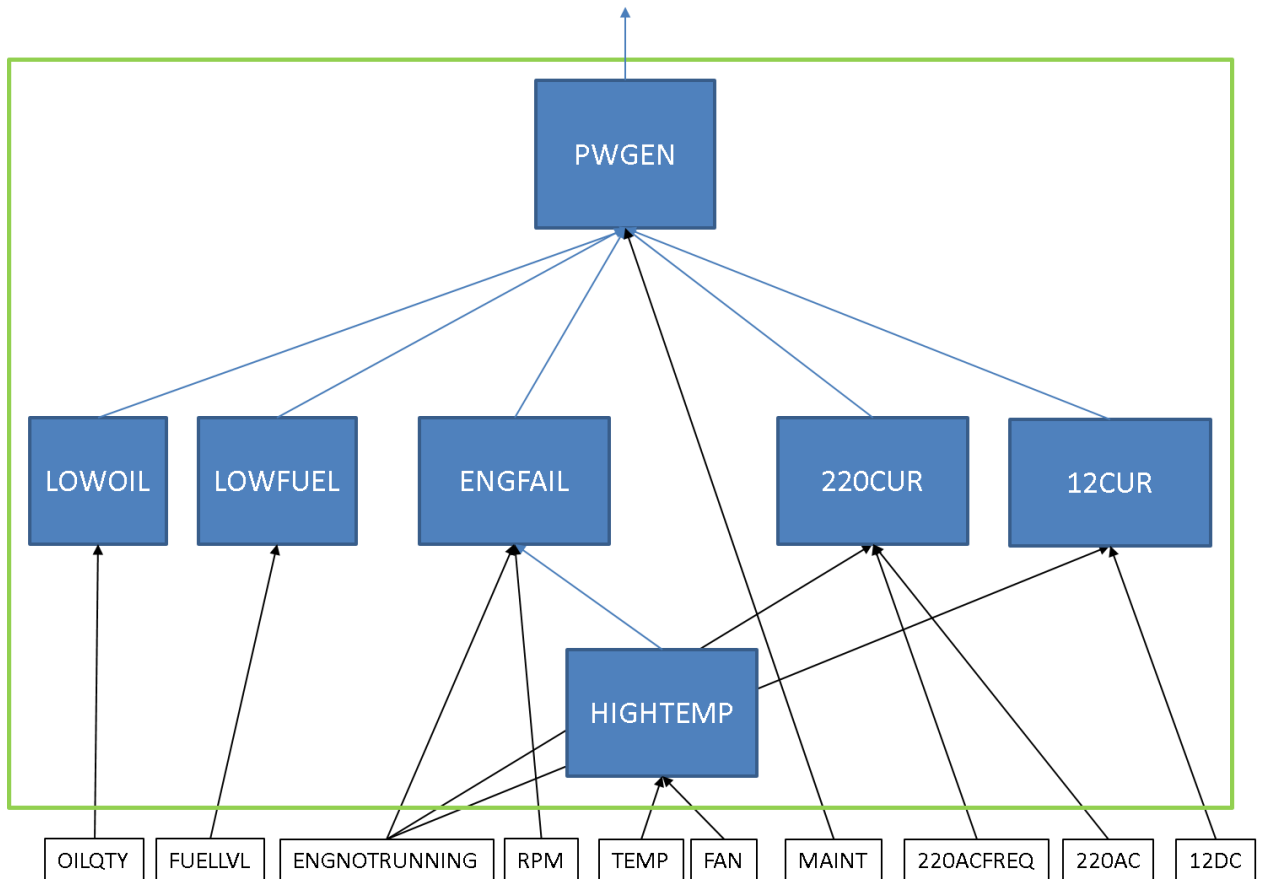 PWGEN
LOWOIL
LOWFUEL
ENGFAIL
220CUR
12CUR
HIGHTEMP
OILQTY
FUELLVL
ENGNOTRUNNING
RPM
TEMP
FAN
MAINT
220ACFREQ
220AC
12DC